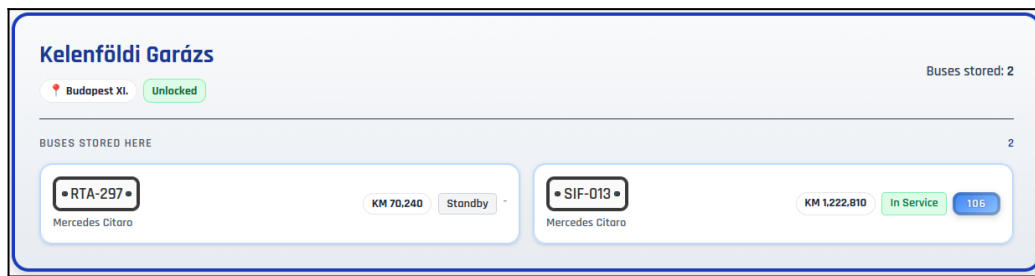 Kelenföldi Garázs
Buses stored: 2
📍 Budapest XI. Unlocked
BUSES STORED HERE 2
RTA-297
KM 70,240 Standby -
Mercedes Citaro
SIF-013
KM 1,222,810 In Service 106
Mercedes Citaro